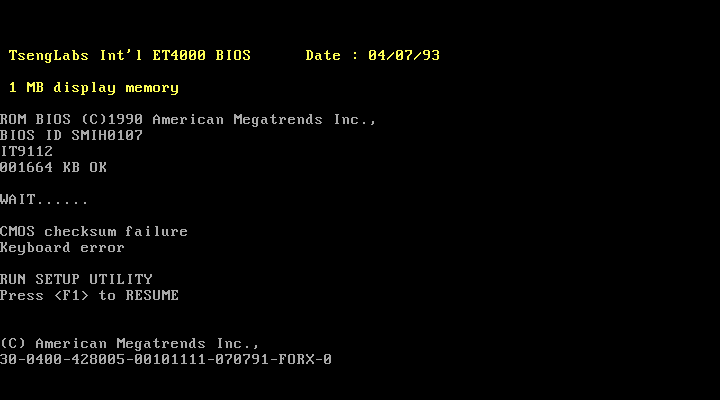 TsengLabs Int'l ET4000 BIOS      Date : 04/07/93
1 MB display memory
ROM BIOS (C)1990 American Megatrends Inc.,
BIOS ID SMIH0107
IT9112
001664 KB OK
WAIT......
CMOS checksum failure
Keyboard error
RUN SETUP UTILITY
Press <F1> to RESUME
(C) American Megatrends Inc.,
30-0400-428005-00101111-070791-FORX-0